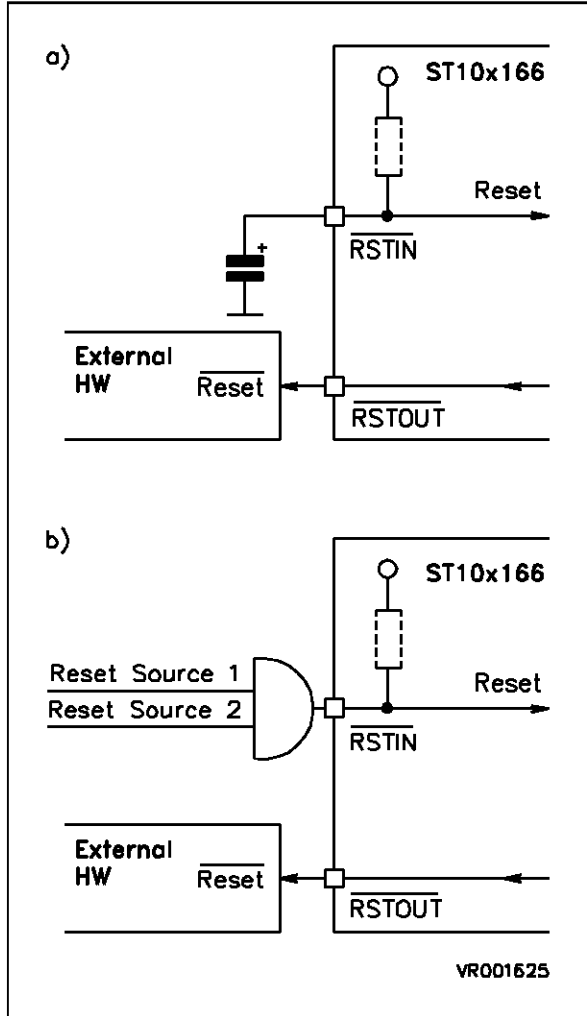 a)
ST10x166
Reset
RSTIN
+
External
HW
Reset
RSTOUT
b)
ST10x166
Reset Source 1
Reset Source 2
Reset
RSTIN
External
HW
Reset
RSTOUT
VR001625